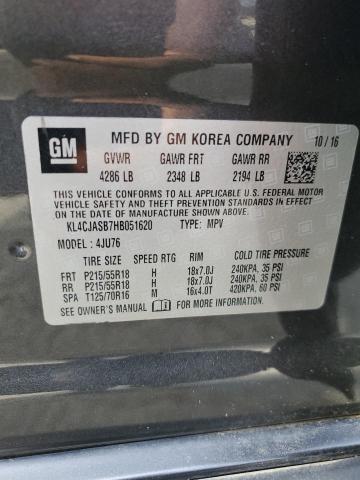 GM
MFD BY GM KOREA COMPANY 10 / 16
GVWR GAWR FRT GAWR RR
4286 LB 2348 LB 2194 LB
THIS VEHICLE CONFORMS TO ALL APPLICABLE U.S. FEDERAL MOTOR
VEHICLE SAFETY AND THEFT PREVENTION STANDARDS IN EFFECT ON
THE DATE OF MANUFACTURE SHOWN ABOVE.
KL4CJASB7HB051620 TYPE: MPV
MODEL : 4JU76
TIRE SIZE SPEED RTG RIM COLD TIRE PRESSURE
FRT P215/55R18 H 18x7.0J 240KPA, 35 PSI
RR P215/55R18 H 18x7.0J 240KPA, 35 PSI
SPA T125/70R16 M 16x4.0T 420KPA, 60 PSI
SEE OWNER'S MANUAL FOR MORE INFORMATION.